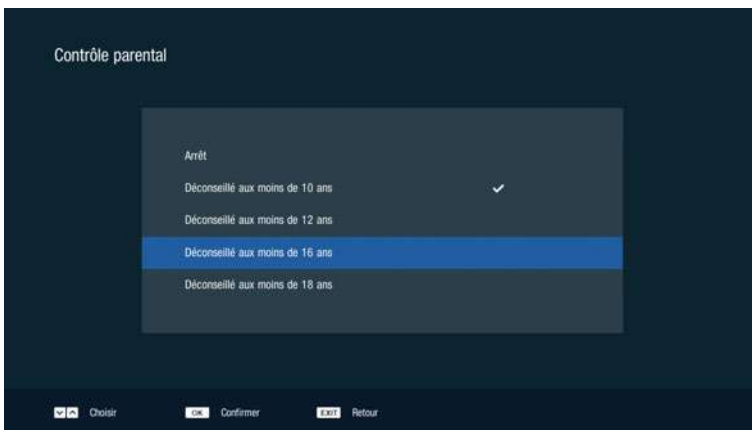 Contrôle parental
Arrêt
Déconseillé aux moins de 10 ans
Déconseillé aux moins de 12 ans
Déconseillé aux moins de 16 ans
Déconseillé aux moins de 18 ans
Choisir OK Confirmer EXIT Retour